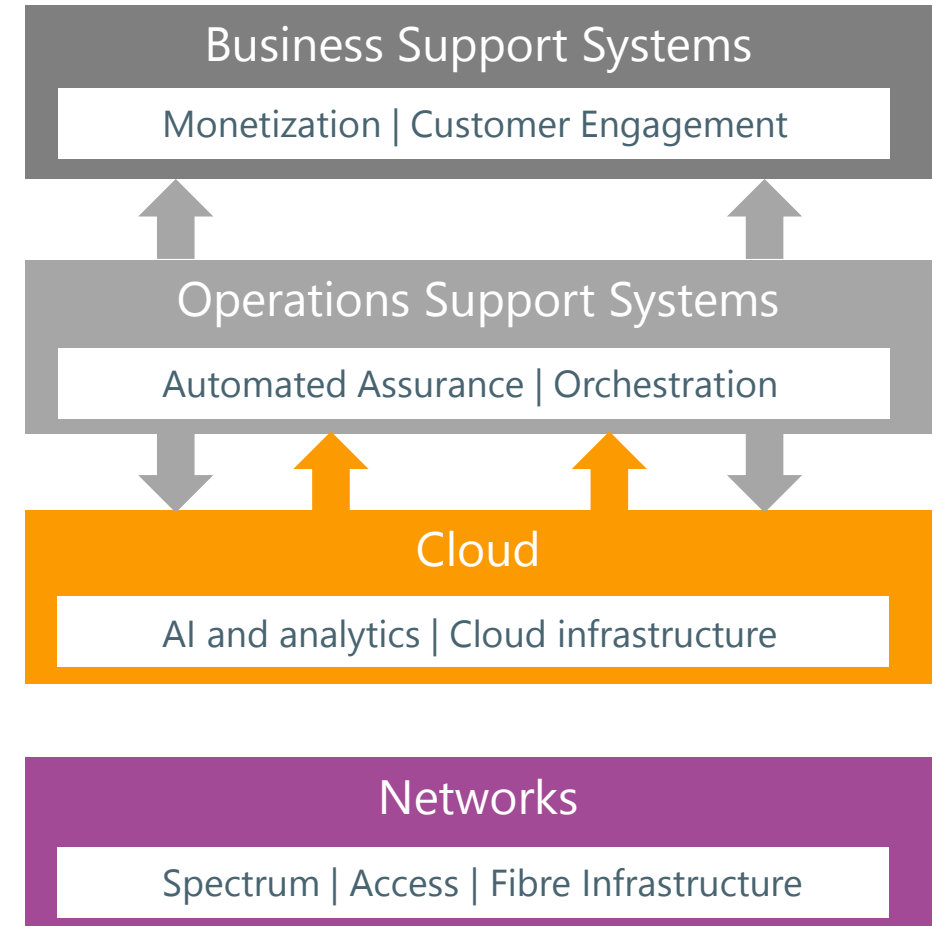 Business Support Systems
Monetization | Customer Engagement
Operations Support Systems
Automated Assurance | Orchestration
Cloud
AI and analytics | Cloud infrastructure
Networks
Spectrum | Access | Fibre Infrastructure